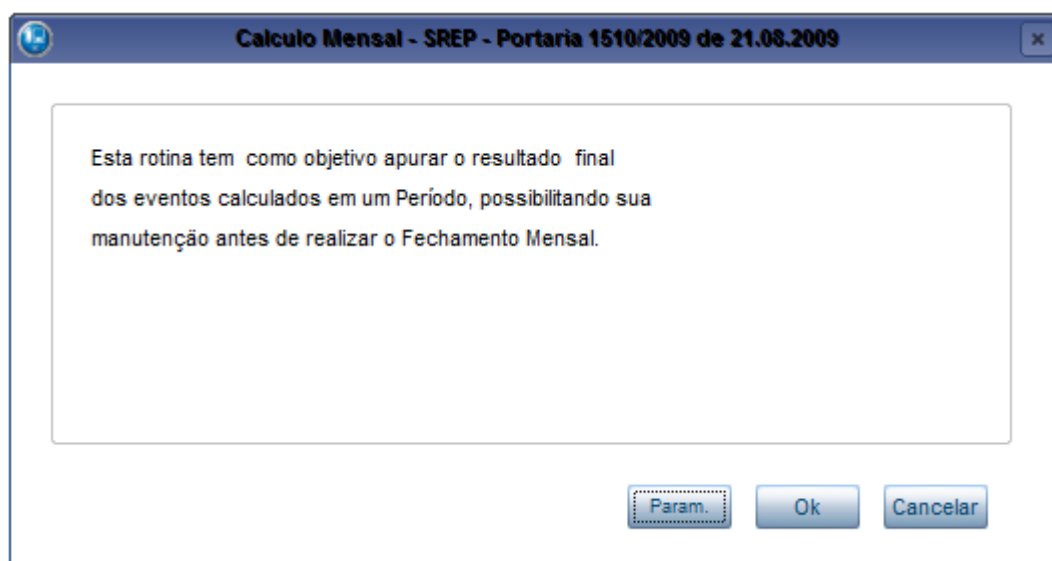 Calculo Mensal - SREP - Portaria 1510/2009 de 21.08.2009
Esta rotina tem como objetivo apurar o resultado final
dos eventos calculados em um Período, possibilitando sua
manutenção antes de realizar o Fechamento Mensal.
Param. Ok Cancelar